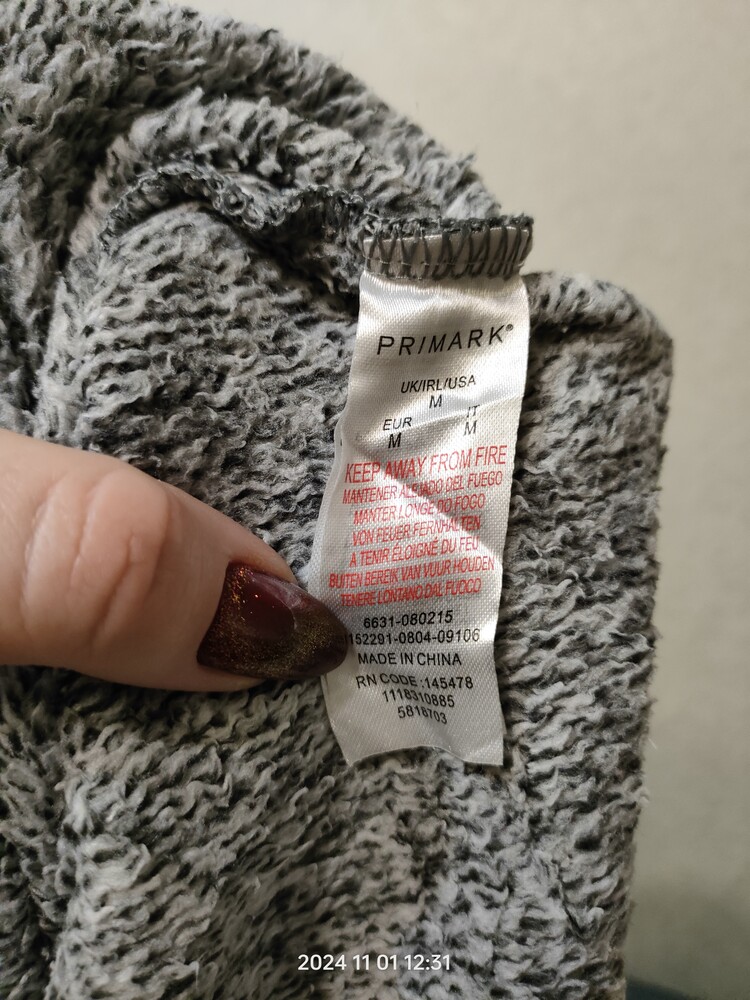 PRIMARK®
UK/IRL/USA
M
EUR IT
M M
KEEP AWAY FROM FIRE
MANTENER ALEJADO DEL FUEGO
MANTER LONGE DO FOGO
VON FEUER FERNHALTEN
À TENIR ÉLOIGNÉ DU FEU
BUITEN BEREIK VAN VUUR HOUDEN
TENERE LONTANO DAL FUOCO
6631-080215
152291-0804-09106
MADE IN CHINA
RN CODE :145478
1118310885
5818703
2024 11 01 12:31